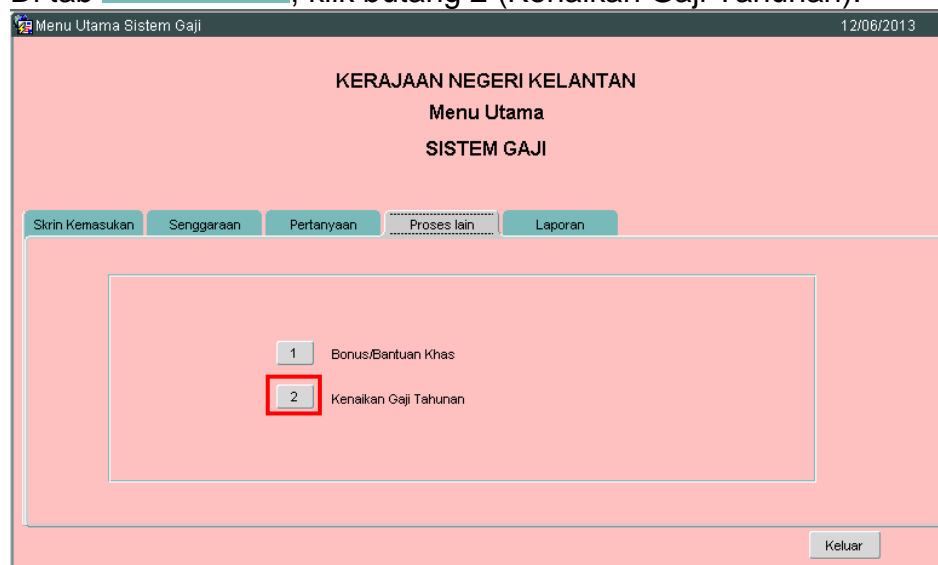 Di tab , klik butang 2 (Kenaikan Gaji Tahunan).
Menu Utama Sistem Gaji 12/06/2013
KERAJAAN NEGERI KELANTAN
Menu Utama
SISTEM GAJI
Skrin Kemasukan Senggaraan Pertanyaan Proses lain Laporan
1 Bonus/Bantuan Khas
2 Kenaikan Gaji Tahunan
Keluar